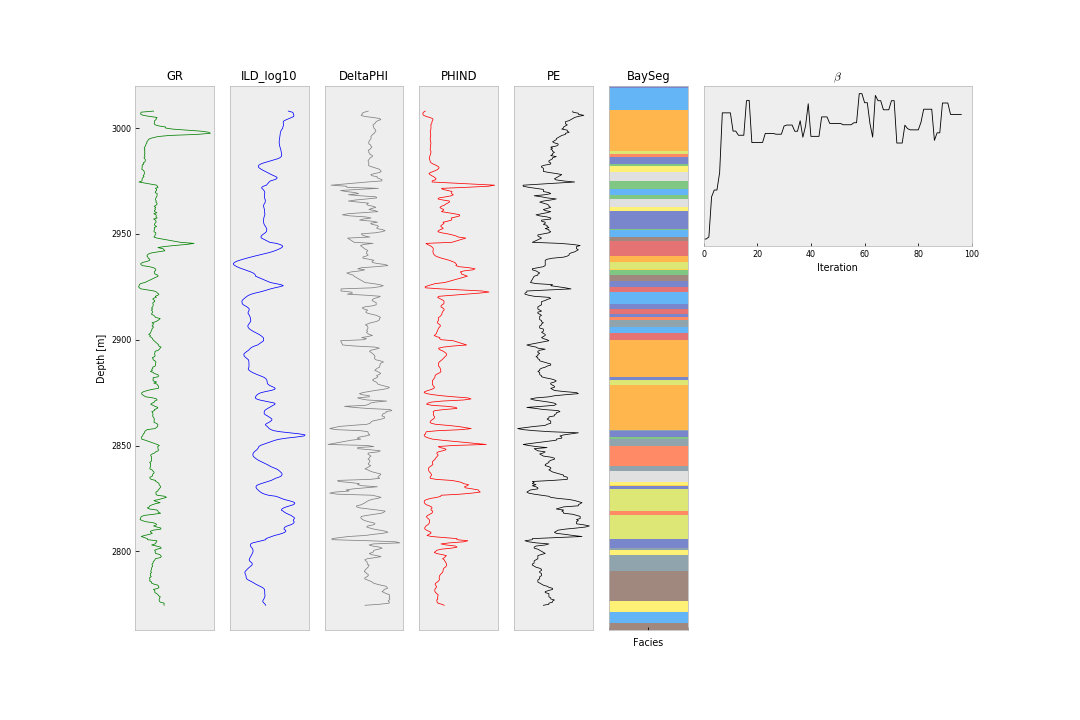 GR ILD_log10 DeltaPHI PHIND PE BaySeg β
3000
2950
2900
2850
2800
Depth [m]
0 20 40 60 80 100
Iteration
Facies